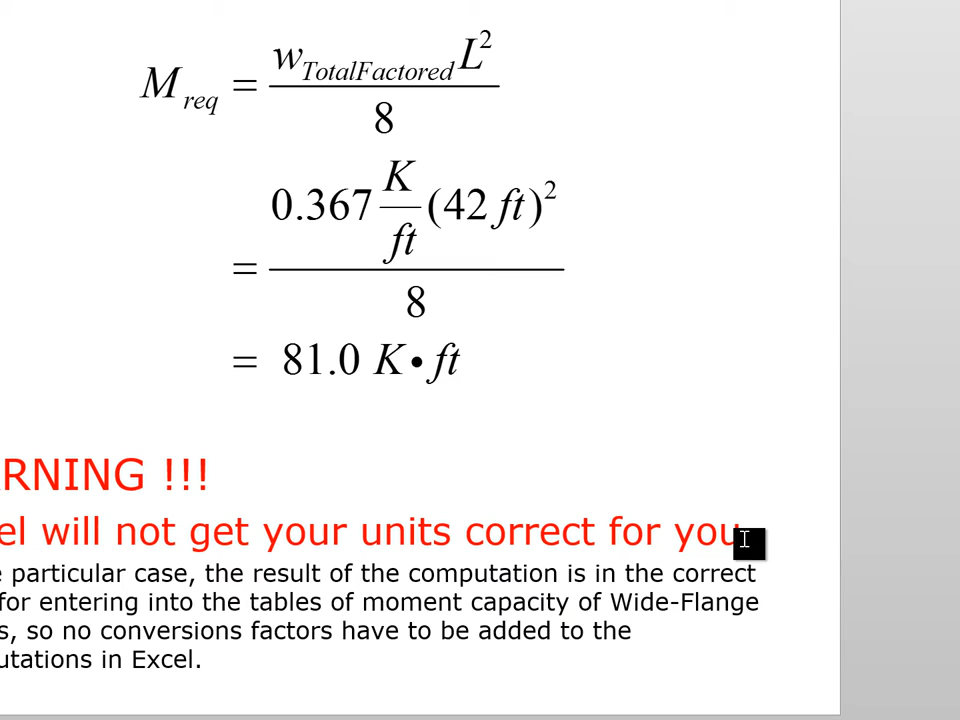 M_req = w_TotalFactored L² / 8
= 0.367 K/ft (42 ft)² / 8
= 81.0 K • ft
RNING !!!
el will not get your units correct for you
particular case, the result of the computation is in the correct
for entering into the tables of moment capacity of Wide-Flange
s, so no conversions factors have to be added to the
utations in Excel.